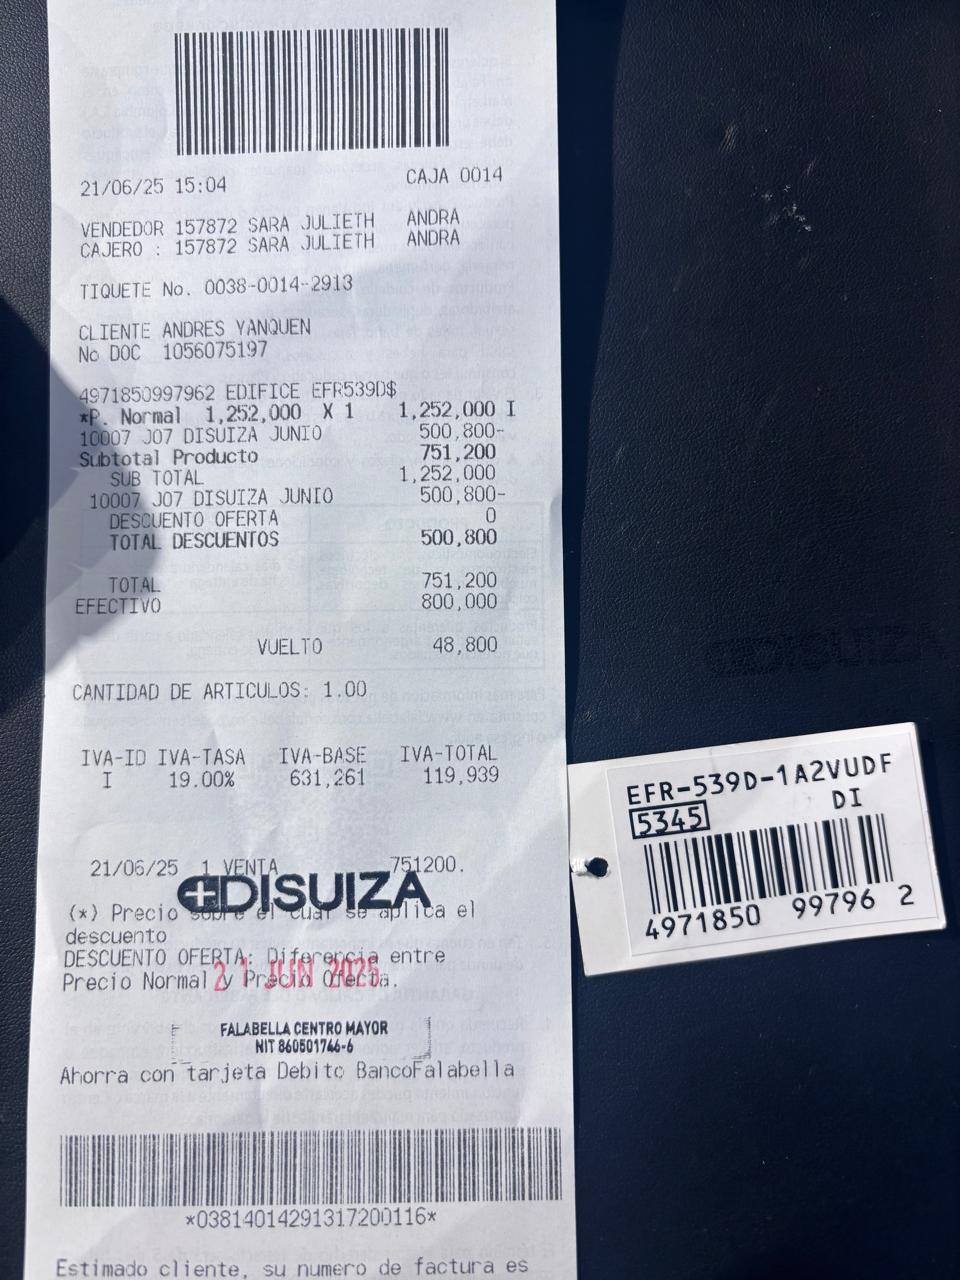 21/06/25 15:04 CAJA 0014
VENDEDOR 157872 SARA JULIETH ANDRA
CAJERO : 157872 SARA JULIETH ANDRA
TIQUETE No. 0038-0014-2913
CLIENTE ANDRES YANQUEN
No DOC 1056075197
4971850997962 EDIFICE EFR539D$
*P. Normal 1,252,000 X 1 1,252,000 I
10007 J07 DISUIZA JUNIO 500,800-
Subtotal Producto 751,200
SUB TOTAL 1,252,000
10007 J07 DISUIZA JUNIO 500,800-
DESCUENTO OFERTA 0
TOTAL DESCUENTOS 500,800
TOTAL 751,200
EFECTIVO 800,000
VUELTO 48,800
CANTIDAD DE ARTICULOS: 1.00
IVA-ID IVA-TASA IVA-BASE IVA-TOTAL
I 19.00% 631,261 119,939
21/06/25 1 VENTA 751200.
DISUIZA
(*) Precio sobre el cual se aplica el
descuento
DESCUENTO OFERTA: Diferencia entre
Precio Normal y Precio Oferta.
21 JUN 2025
FALABELLA CENTRO MAYOR
NIT 860501746-6
Ahorra con tarjeta Debito BancoFalabella
*03814014291317200116*
Estimado cliente, su numero de factura es
EFR-539D-1A2VUDF
DI
5345
4971850 99796 2
DISUIZA